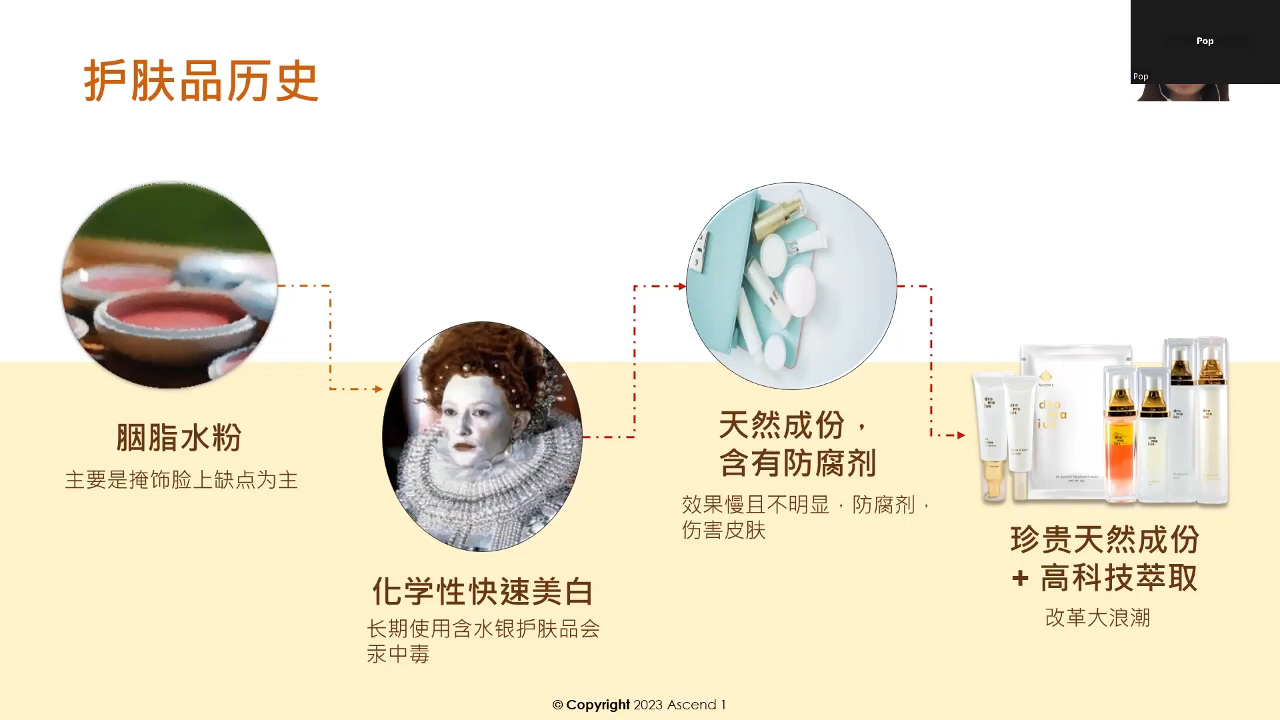 护肤品历史
Pop
Pop
胭脂水粉
主要是掩饰脸上缺点为主
化学性快速美白
长期使用含水银护肤品会
汞中毒
天然成份，
含有防腐剂
效果慢且不明显，防腐剂，
伤害皮肤
珍贵天然成份
+ 高科技萃取
改革大浪潮
© Copyright 2023 Ascend 1